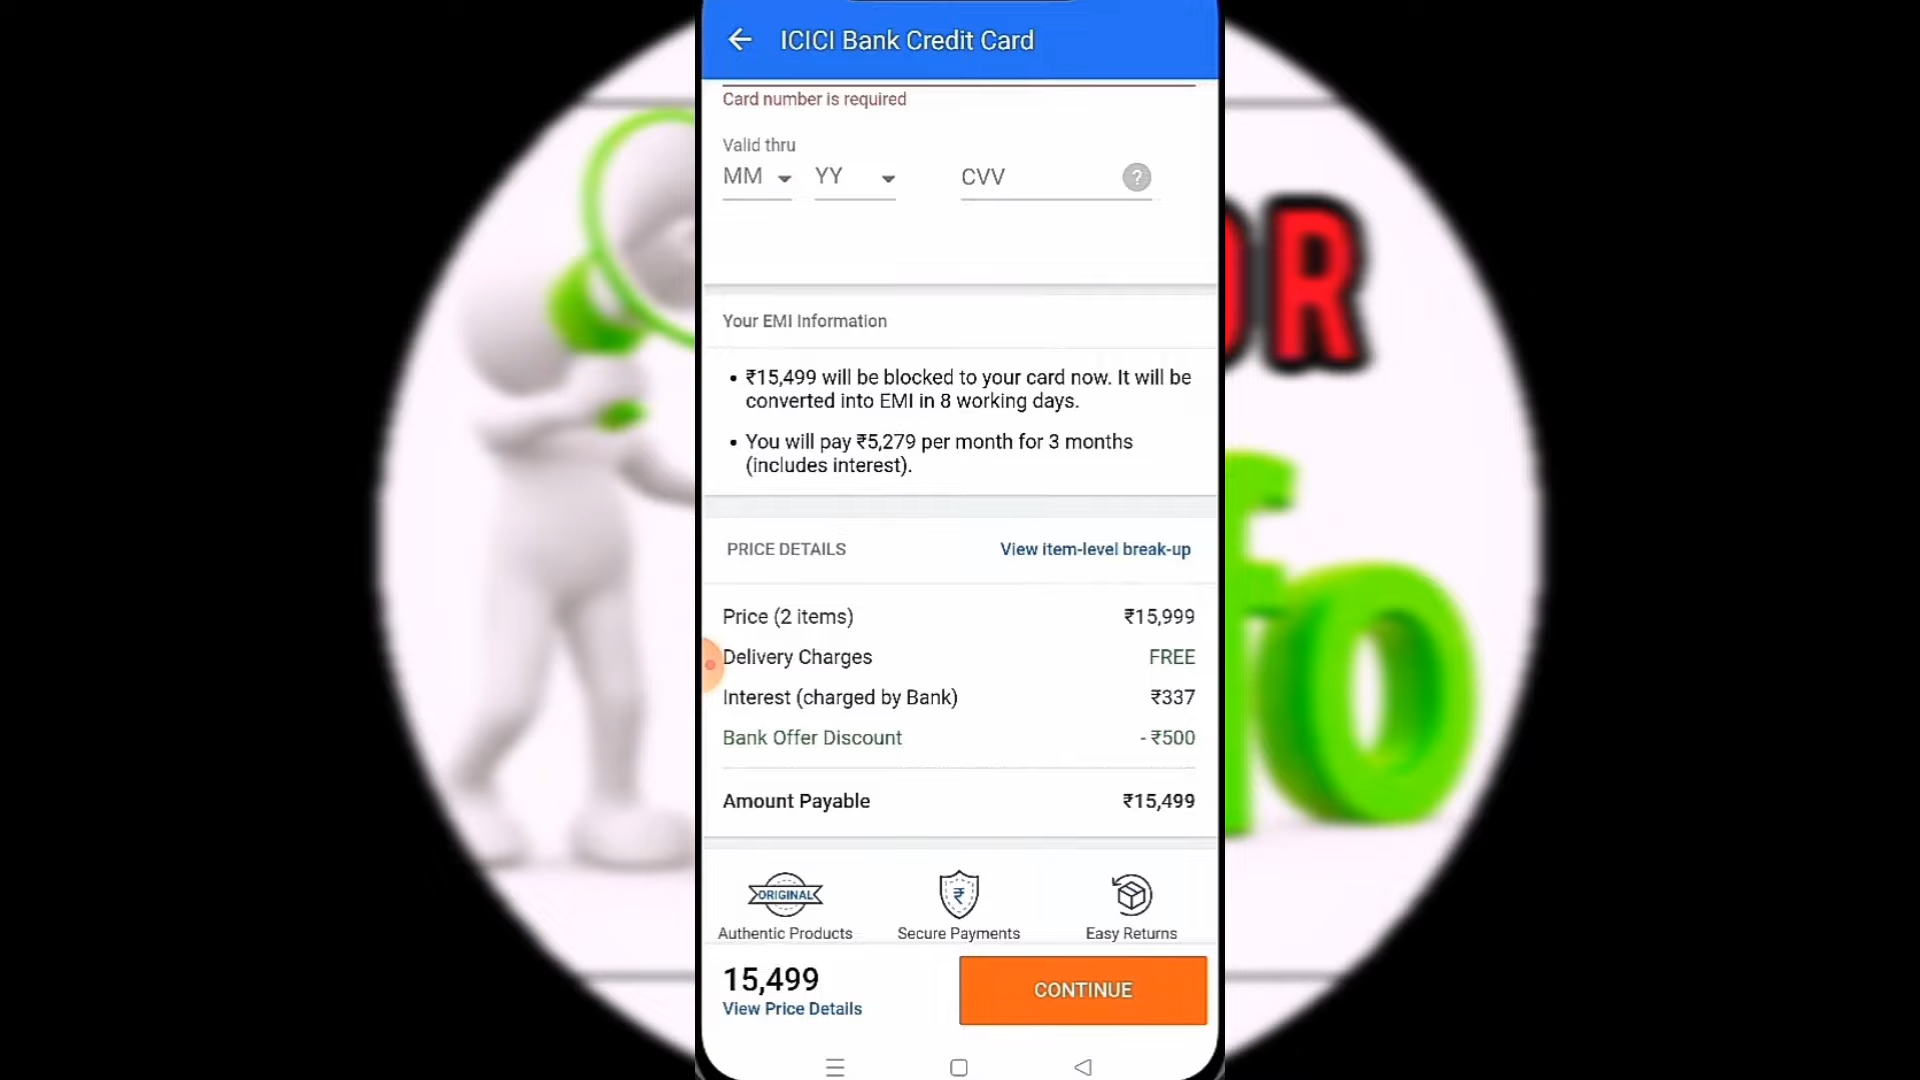 ICICI Bank Credit Card
Card number is required
Valid thru
MM YY CVV ?
Your EMI Information
• ₹15,499 will be blocked to your card now. It will be
converted into EMI in 8 working days.
• You will pay ₹5,279 per month for 3 months
(includes interest).
PRICE DETAILS View item-level break-up
Price (2 items) ₹15,999
Delivery Charges FREE
Interest (charged by Bank) ₹337
Bank Offer Discount - ₹500
Amount Payable ₹15,499
ORIGINAL ₹
Authentic Products Secure Payments Easy Returns
15,499 CONTINUE
View Price Details